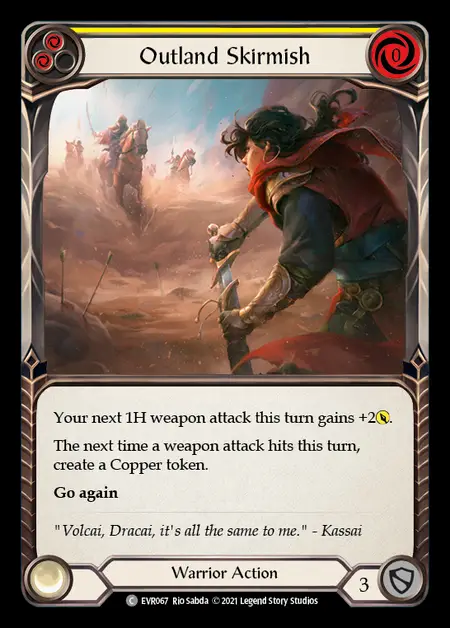 Outland Skirmish
0
Your next 1H weapon attack this turn gains +2.
The next time a weapon attack hits this turn,
create a Copper token.
Go again
"Volcai, Dracai, it's all the same to me." - Kassai
Warrior Action
3
C EVR067 Rio Sabda © 2021 Legend Story Studios